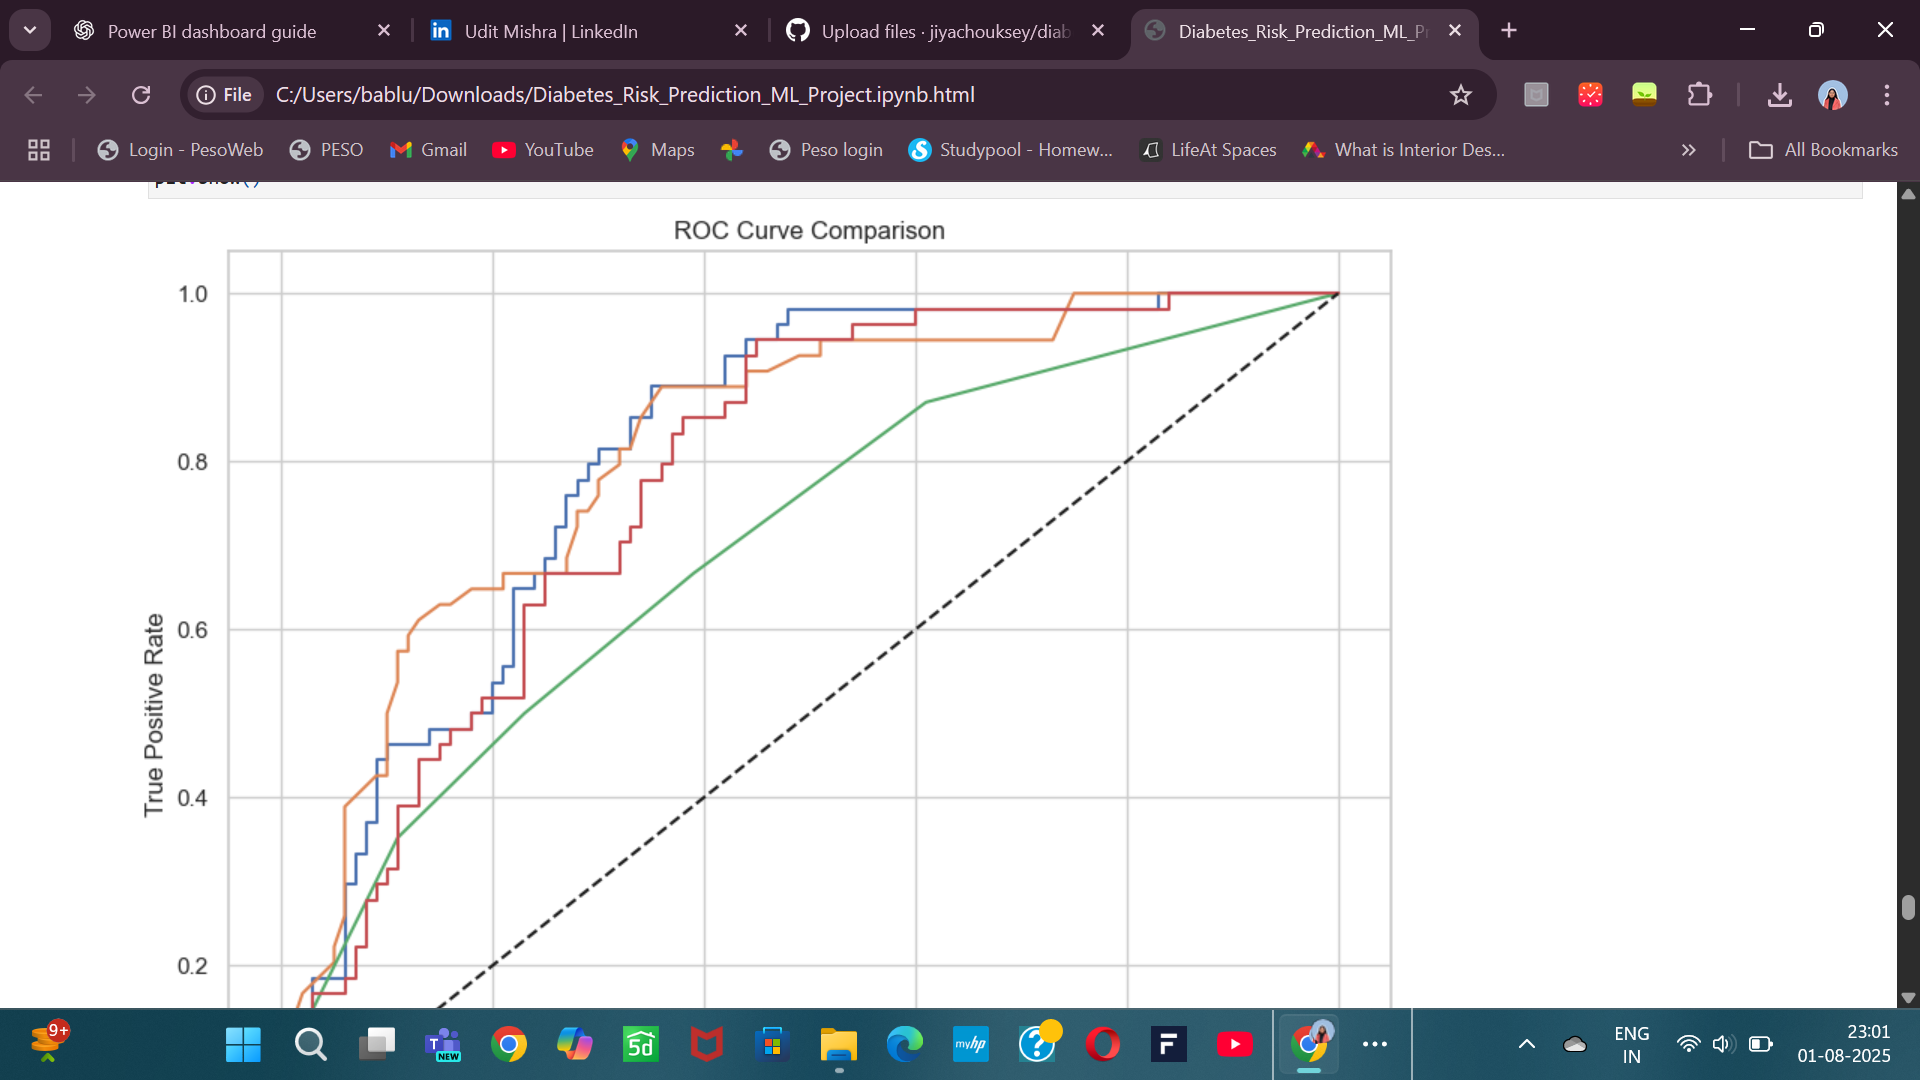 Power BI dashboard guide
Udit Mishra | LinkedIn
Upload files · jiyachouksey/diab
Diabetes_Risk_Prediction_ML_P
File
C:/Users/bablu/Downloads/Diabetes_Risk_Prediction_ML_Project.ipynb.html
Login - PesoWeb
PESO
Gmail
YouTube
Maps
Peso login
Studypool - Homew...
LifeAt Spaces
What is Interior Des...
All Bookmarks
ROC Curve Comparison
1.0
0.8
0.6
0.4
0.2
True Positive Rate
9+
T
NEW
5d
myhp
?
F
ENG
IN
23:01
01-08-2025